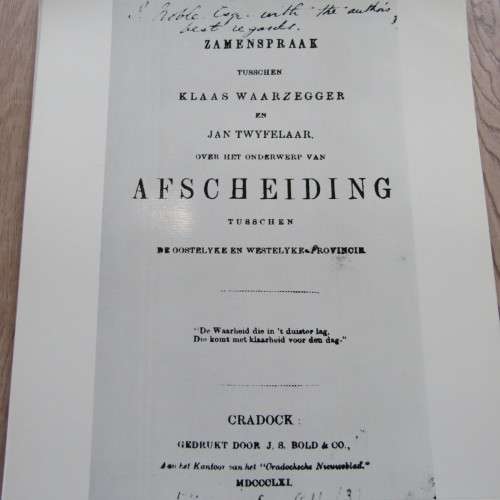 Noble Esqr. with the author's
best regards.
ZAMENSPRAAK
TUSSCHEN
KLAAS WAARZEGGER
EN
JAN TWYFELAAR,
OVER HET ONDERWERP VAN
AFSCHEIDING
TUSSCHEN
DE OOSTELYKE EN WESTELYKE PROVINCIE.
"De Waarheid die in 't duister lag,
Die komt met klaarheid voor den dag."
CRADOCK:
GEDRUKT DOOR J. S. BOLD & CO.,
Aan het Kantoor van het "Cradocksche Nieuwsblad."
MDCCCLXI.